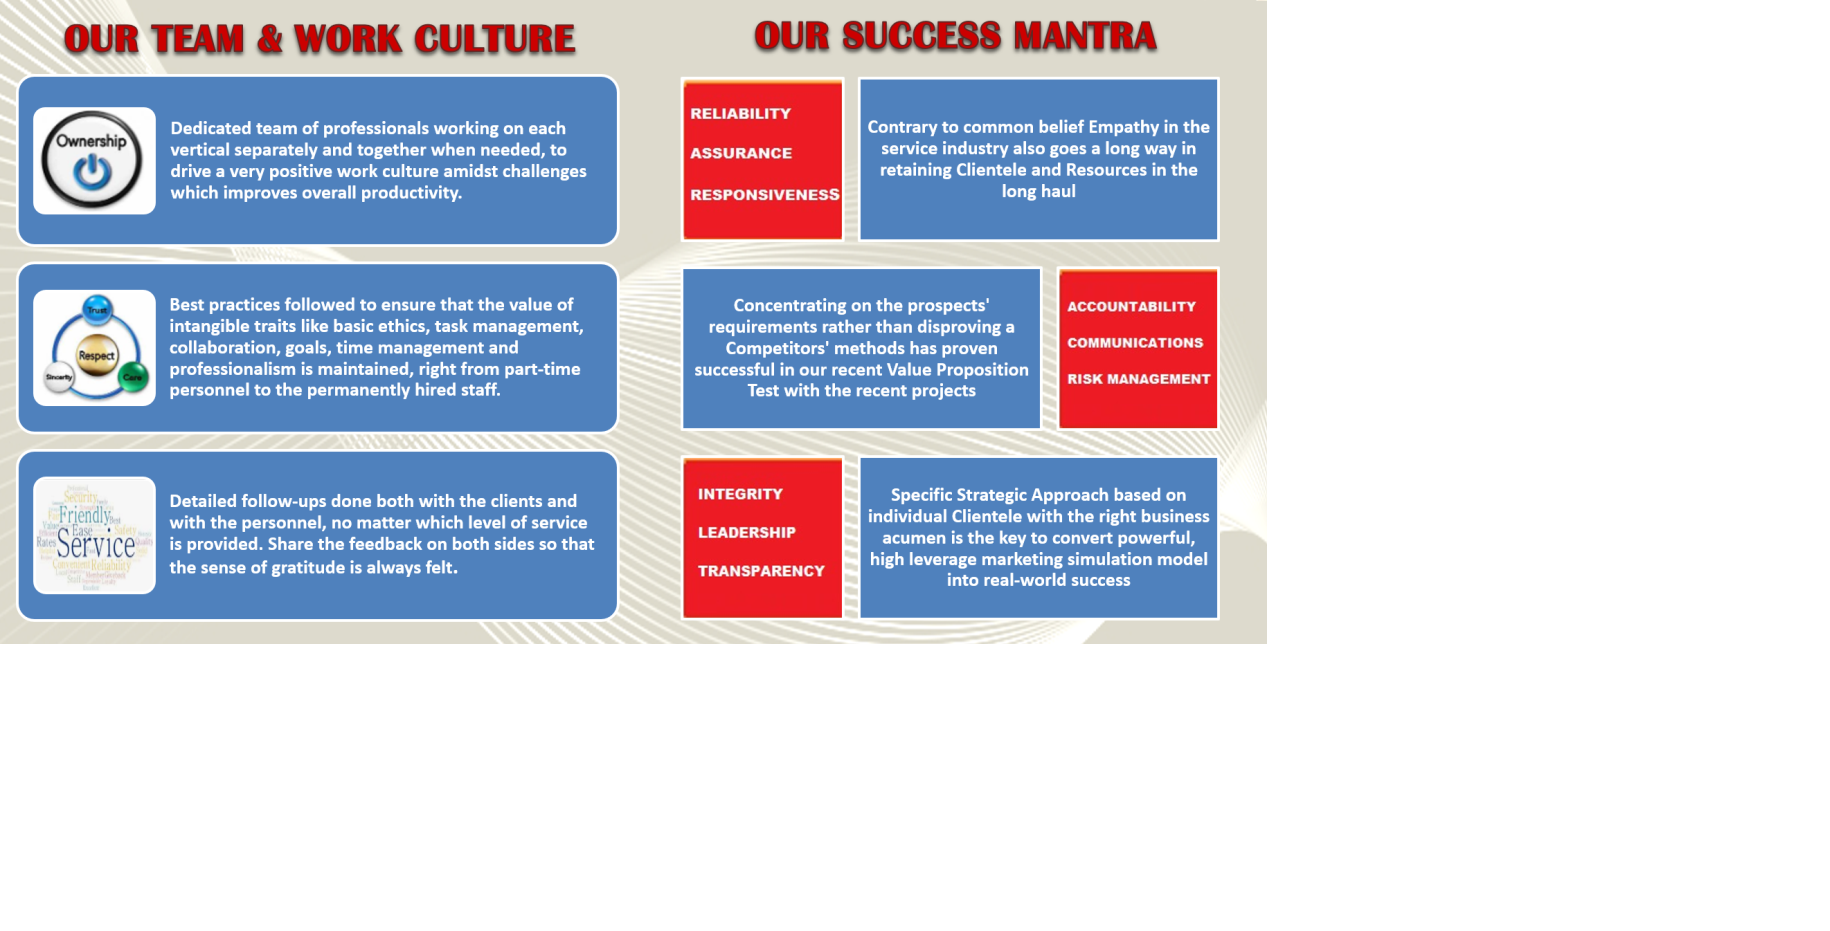 OUR TEAM & WORK CULTURE
Ownership
Dedicated team of professionals working on each
vertical separately and together when needed, to
drive a very positive work culture amidst challenges
which improves overall productivity.
Trust
Respect
Sincerity
Care
Best practices followed to ensure that the value of
intangible traits like basic ethics, task management,
collaboration, goals, time management and
professionalism is maintained, right from part-time
personnel to the permanently hired staff.
Security
Friendly
Best
Value
Ease
Safety
Rates
Service
Quality
Convenient Reliability
Staff
Detailed follow-ups done both with the clients and
with the personnel, no matter which level of service
is provided. Share the feedback on both sides so that
the sense of gratitude is always felt.
OUR SUCCESS MANTRA
RELIABILITY
ASSURANCE
RESPONSIVENESS
Contrary to common belief Empathy in the
service industry also goes a long way in
retaining Clientele and Resources in the
long haul
Concentrating on the prospects'
requirements rather than disproving a
Competitors' methods has proven
successful in our recent Value Proposition
Test with the recent projects
ACCOUNTABILITY
COMMUNICATIONS
RISK MANAGEMENT
INTEGRITY
LEADERSHIP
TRANSPARENCY
Specific Strategic Approach based on
individual Clientele with the right business
acumen is the key to convert powerful,
high leverage marketing simulation model
into real-world success